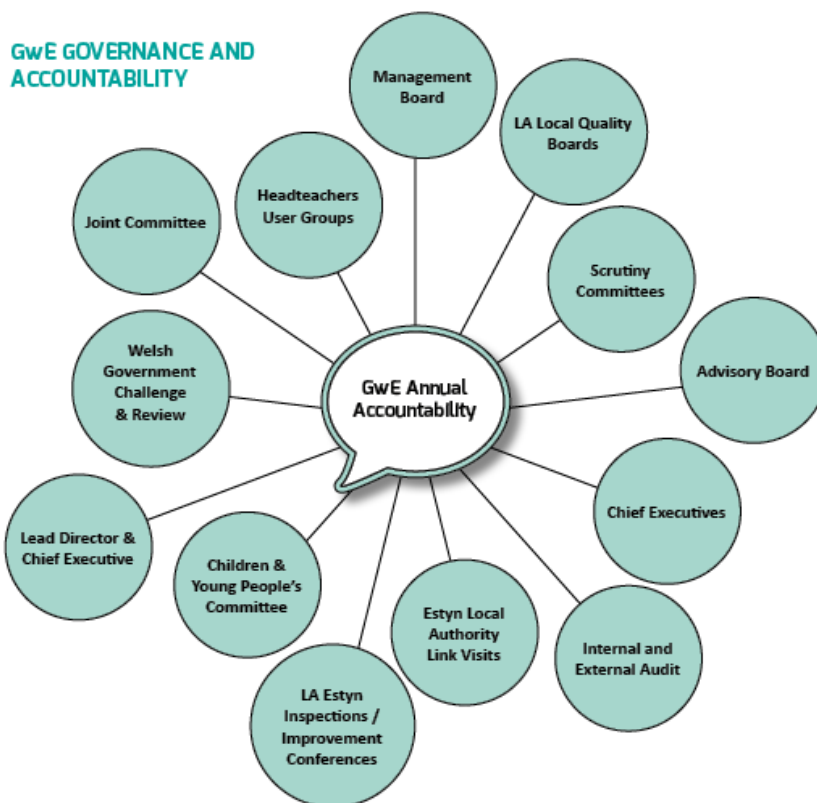 GwE GOVERNANCE AND
ACCOUNTABILITY
Management
Board
LA Local Quality
Boards
Headteachers
User Groups
Joint Committee
Scrutiny
Committees
Welsh
Government
Challenge
& Review
GwE Annual
Accountability
Advisory Board
Chief Executives
Lead Director &
Chief Executive
Children &
Young People's
Committee
Estyn Local
Authority
Link Visits
Internal and
External Audit
LA Estyn
Inspections /
Improvement
Conferences